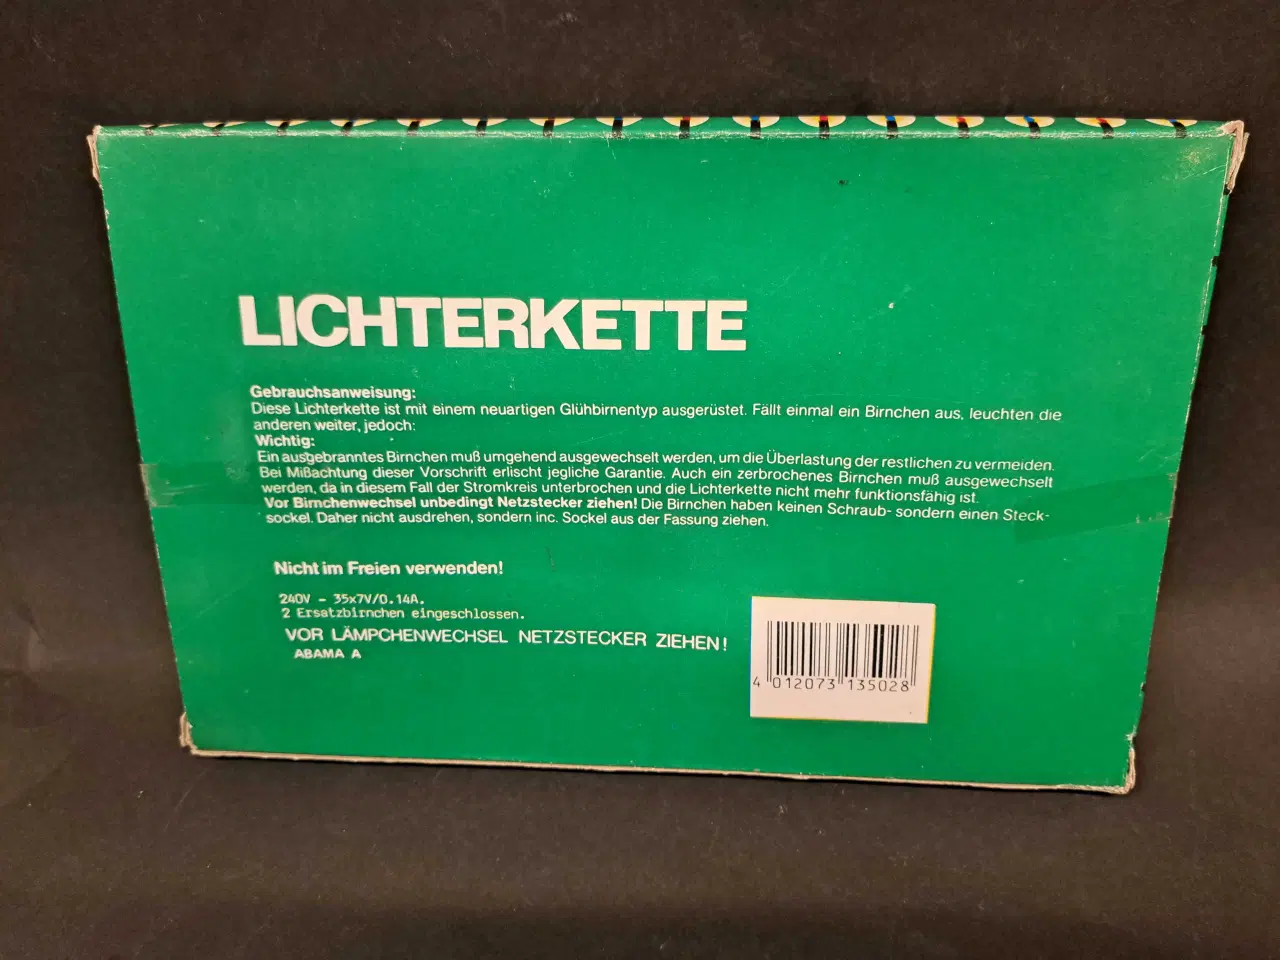 LICHTERKETTE
Gebrauchsanweisung:
Diese Lichterkette ist mit einem neuartigen Glühbirnentyp ausgerüstet. Fällt einmal ein Birnchen aus, leuchten die
anderen weiter, jedoch:
Wichtig:
Ein ausgebranntes Birnchen muß umgehend ausgewechselt werden, um die Überlastung der restlichen zu vermeiden.
Bei Mißachtung dieser Vorschrift erlischt jegliche Garantie. Auch ein zerbrochenes Birnchen muß ausgewechselt
werden, da in diesem Fall der Stromkreis unterbrochen und die Lichterkette nicht mehr funktionsfähig ist.
Vor Birnchenwechsel unbedingt Netzstecker ziehen! Die Birnchen haben keinen Schraub- sondern einen Steck-
sockel. Daher nicht ausdrehen, sondern inc. Sockel aus der Fassung ziehen.
Nicht im Freien verwenden!
240V - 35x7V/0.14A.
2 Ersatzbirnchen eingeschlossen.
VOR LÄMPCHENWECHSEL NETZSTECKER ZIEHEN!
ABAMA A
4 012073 135028